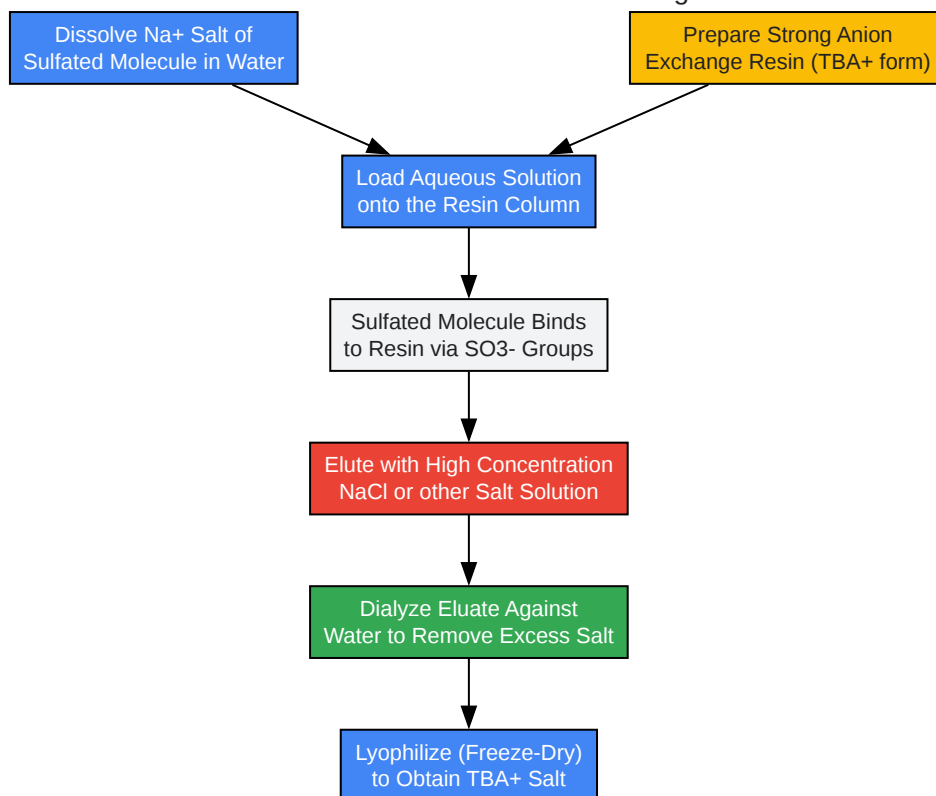 Dissolve Na+ Salt of
Sulfated Molecule in Water
Prepare Strong Anion
Exchange Resin (TBA+ form)
Load Aqueous Solution
onto the Resin Column
Sulfated Molecule Binds
to Resin via SO3- Groups
Elute with High Concentration
NaCl or other Salt Solution
Dialyze Eluate Against
Water to Remove Excess Salt
Lyophilize (Freeze-Dry)
to Obtain TBA+ Salt